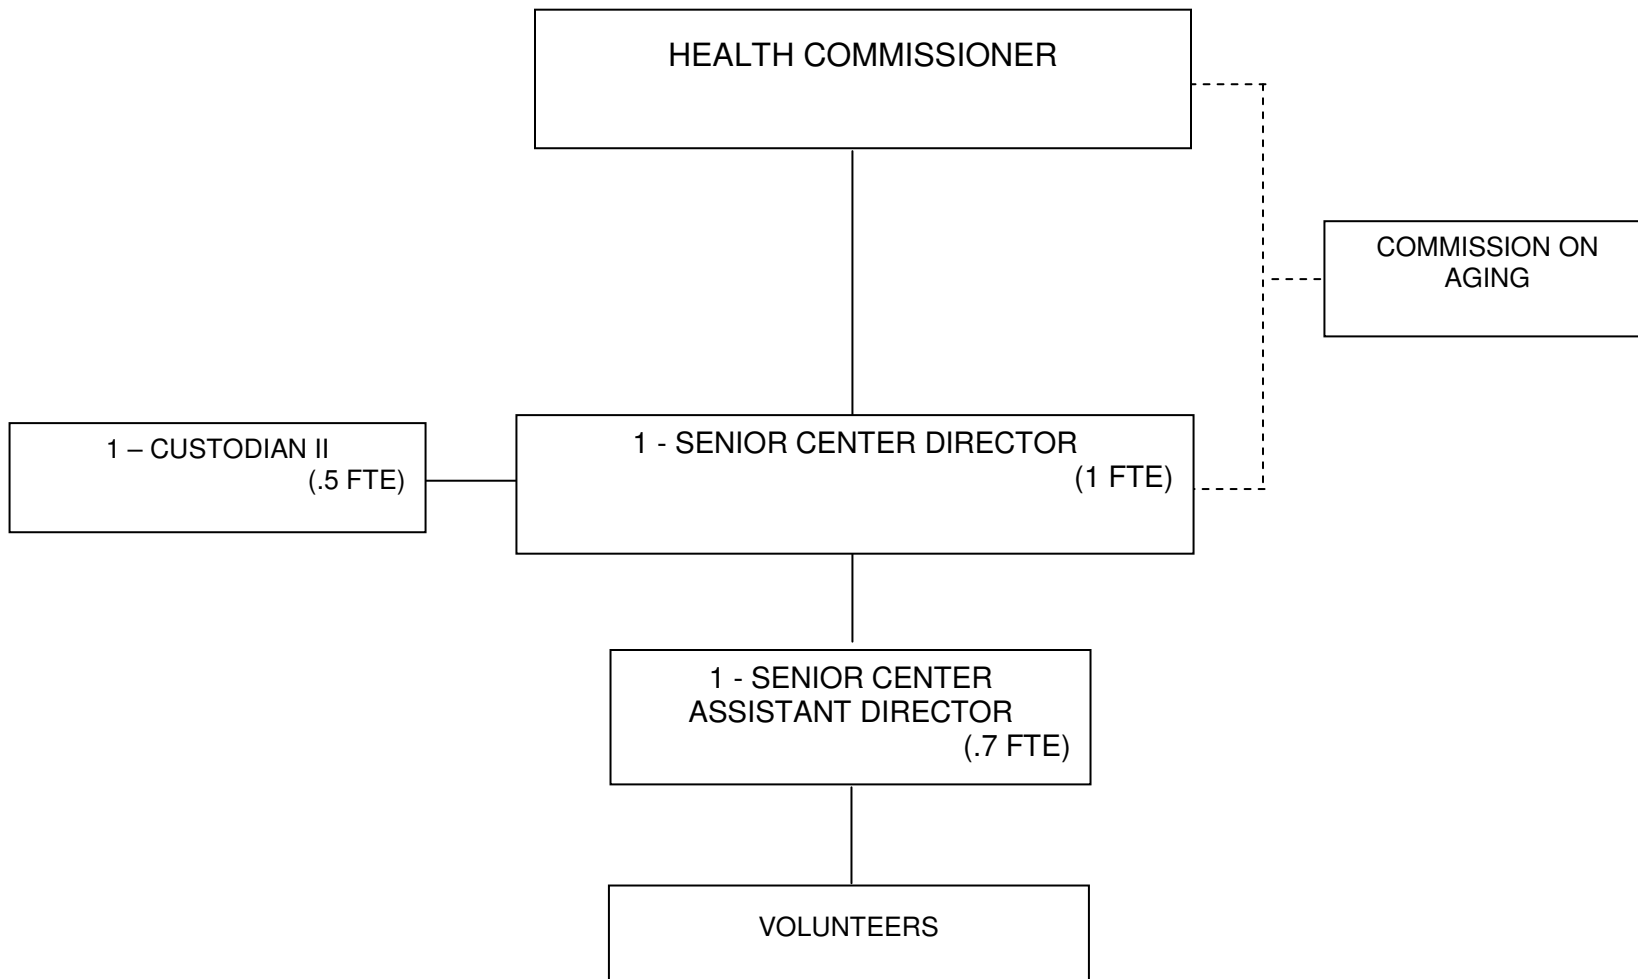 HEALTH COMMISSIONER
COMMISSION ON
AGING
1 – CUSTODIAN II
(.5 FTE)
1 - SENIOR CENTER DIRECTOR
(1 FTE)
1 - SENIOR CENTER
ASSISTANT DIRECTOR
(.7 FTE)
VOLUNTEERS